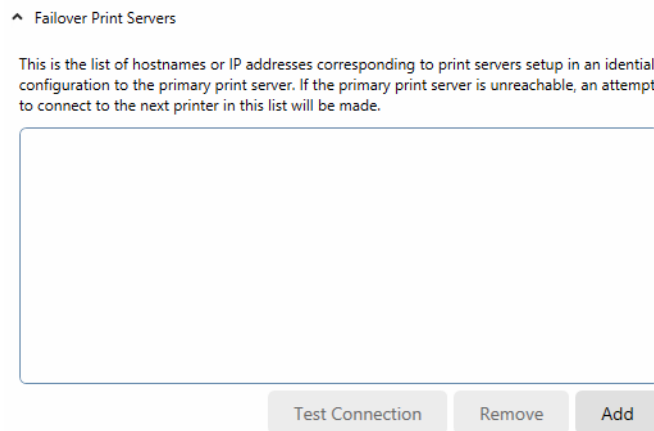 Failover Print Servers
This is the list of hostnames or IP addresses corresponding to print servers setup in an idential
configuration to the primary print server. If the primary print server is unreachable, an attempt
to connect to the next printer in this list will be made.
Test Connection Remove Add